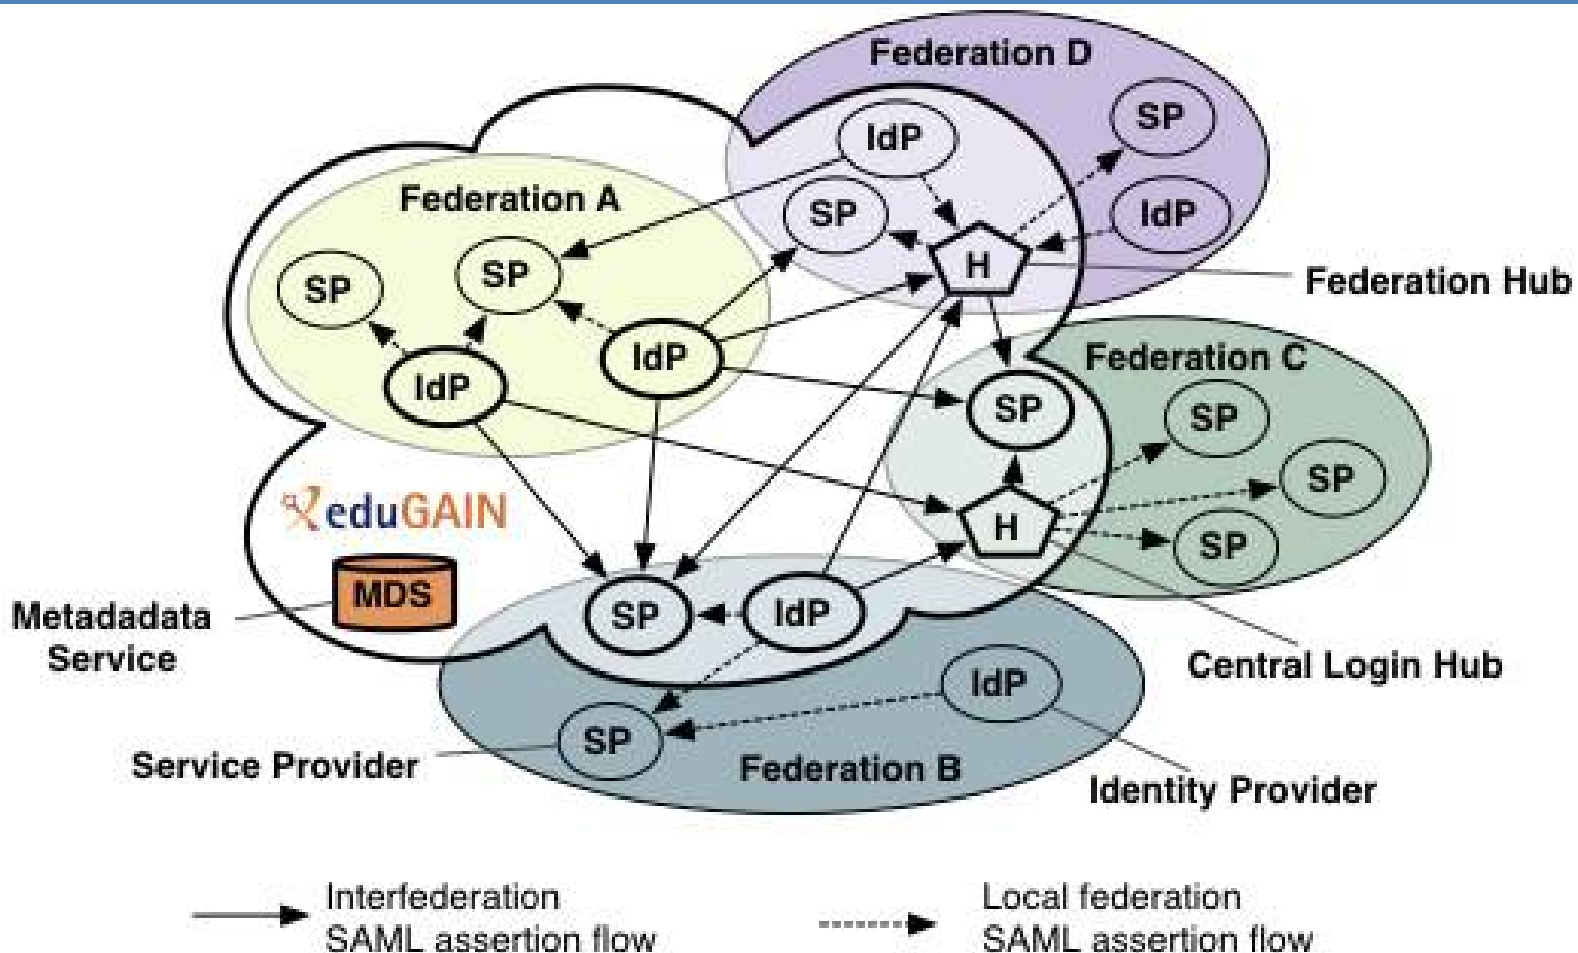 Federation D
SP
IdP
SP
IdP
H
Federation Hub
Federation A
SP
SP
IdP
IdP
Federation C
SP
SP
SP
SP
H
Central Login Hub
eduGAIN
MDS
Metadadata
Service
SP
IdP
IdP
SP
Service Provider
Federation B
Identity Provider
Interfederation
SAML assertion flow
Local federation
SAML assertion flow